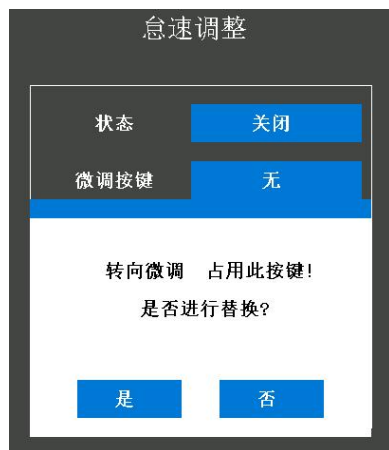 怠速调整
状态 关闭
微调按键 无
转向微调 占用此按键!
是否进行替换?
是 否